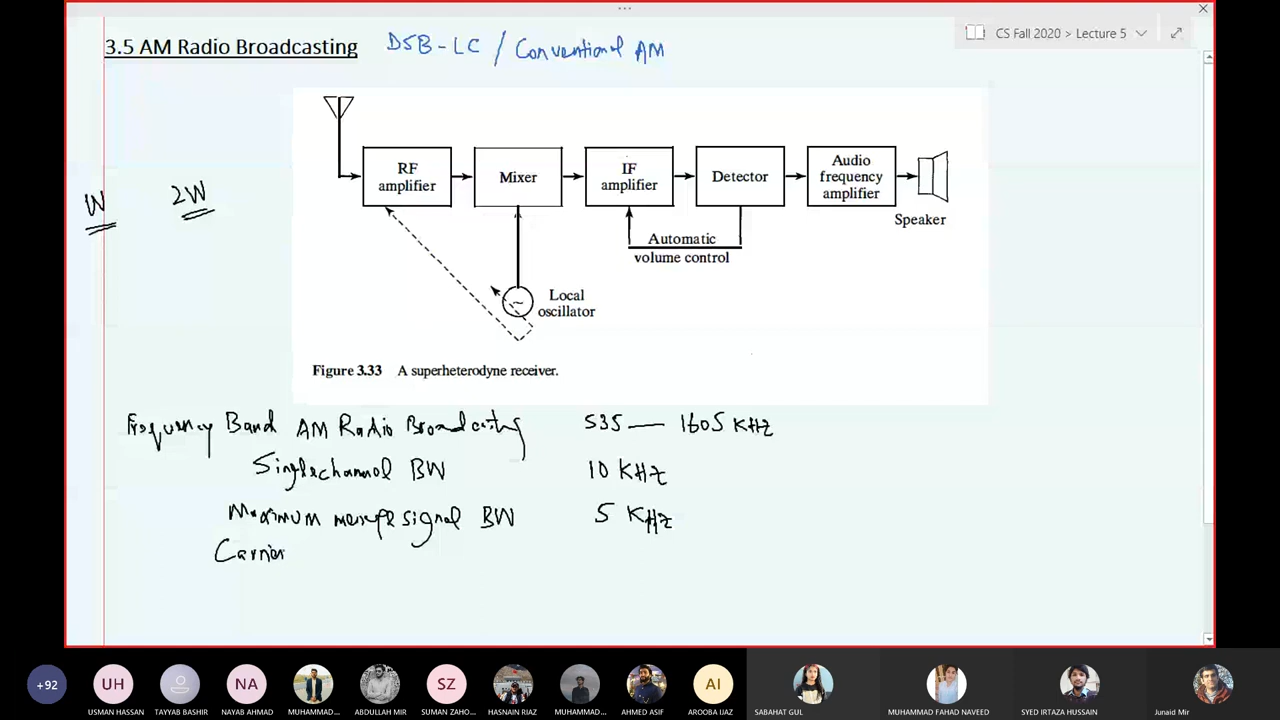 CS Fall 2020 > Lecture 5
3.5 AM Radio Broadcasting DSB-LC / Conventional AM
W 2W
RF amplifier
Mixer
IF amplifier
Detector
Audio frequency amplifier
Speaker
Automatic volume control
Local oscillator
Figure 3.33 A superheterodyne receiver.
Frequency Band AM Radio Broadcasting 535 — 1605 KHz
Single channel BW 10 KHz
Maximum message signal BW 5 KHz
Carrier
+92 UH NA SZ AI
USMAN HASSAN TAYYAB BASHIR NAYAB AHMAD MUHAMMAD... ABDULLAH MIR SUMAN ZAHO... HASNAIN RIAZ MUHAMMAD... AHMED ASIF AROOBA IJAZ SABAHAT GUL MUHAMMAD FAHAD NAVEED SYED IRTAZA HUSSAIN Junaid Mir